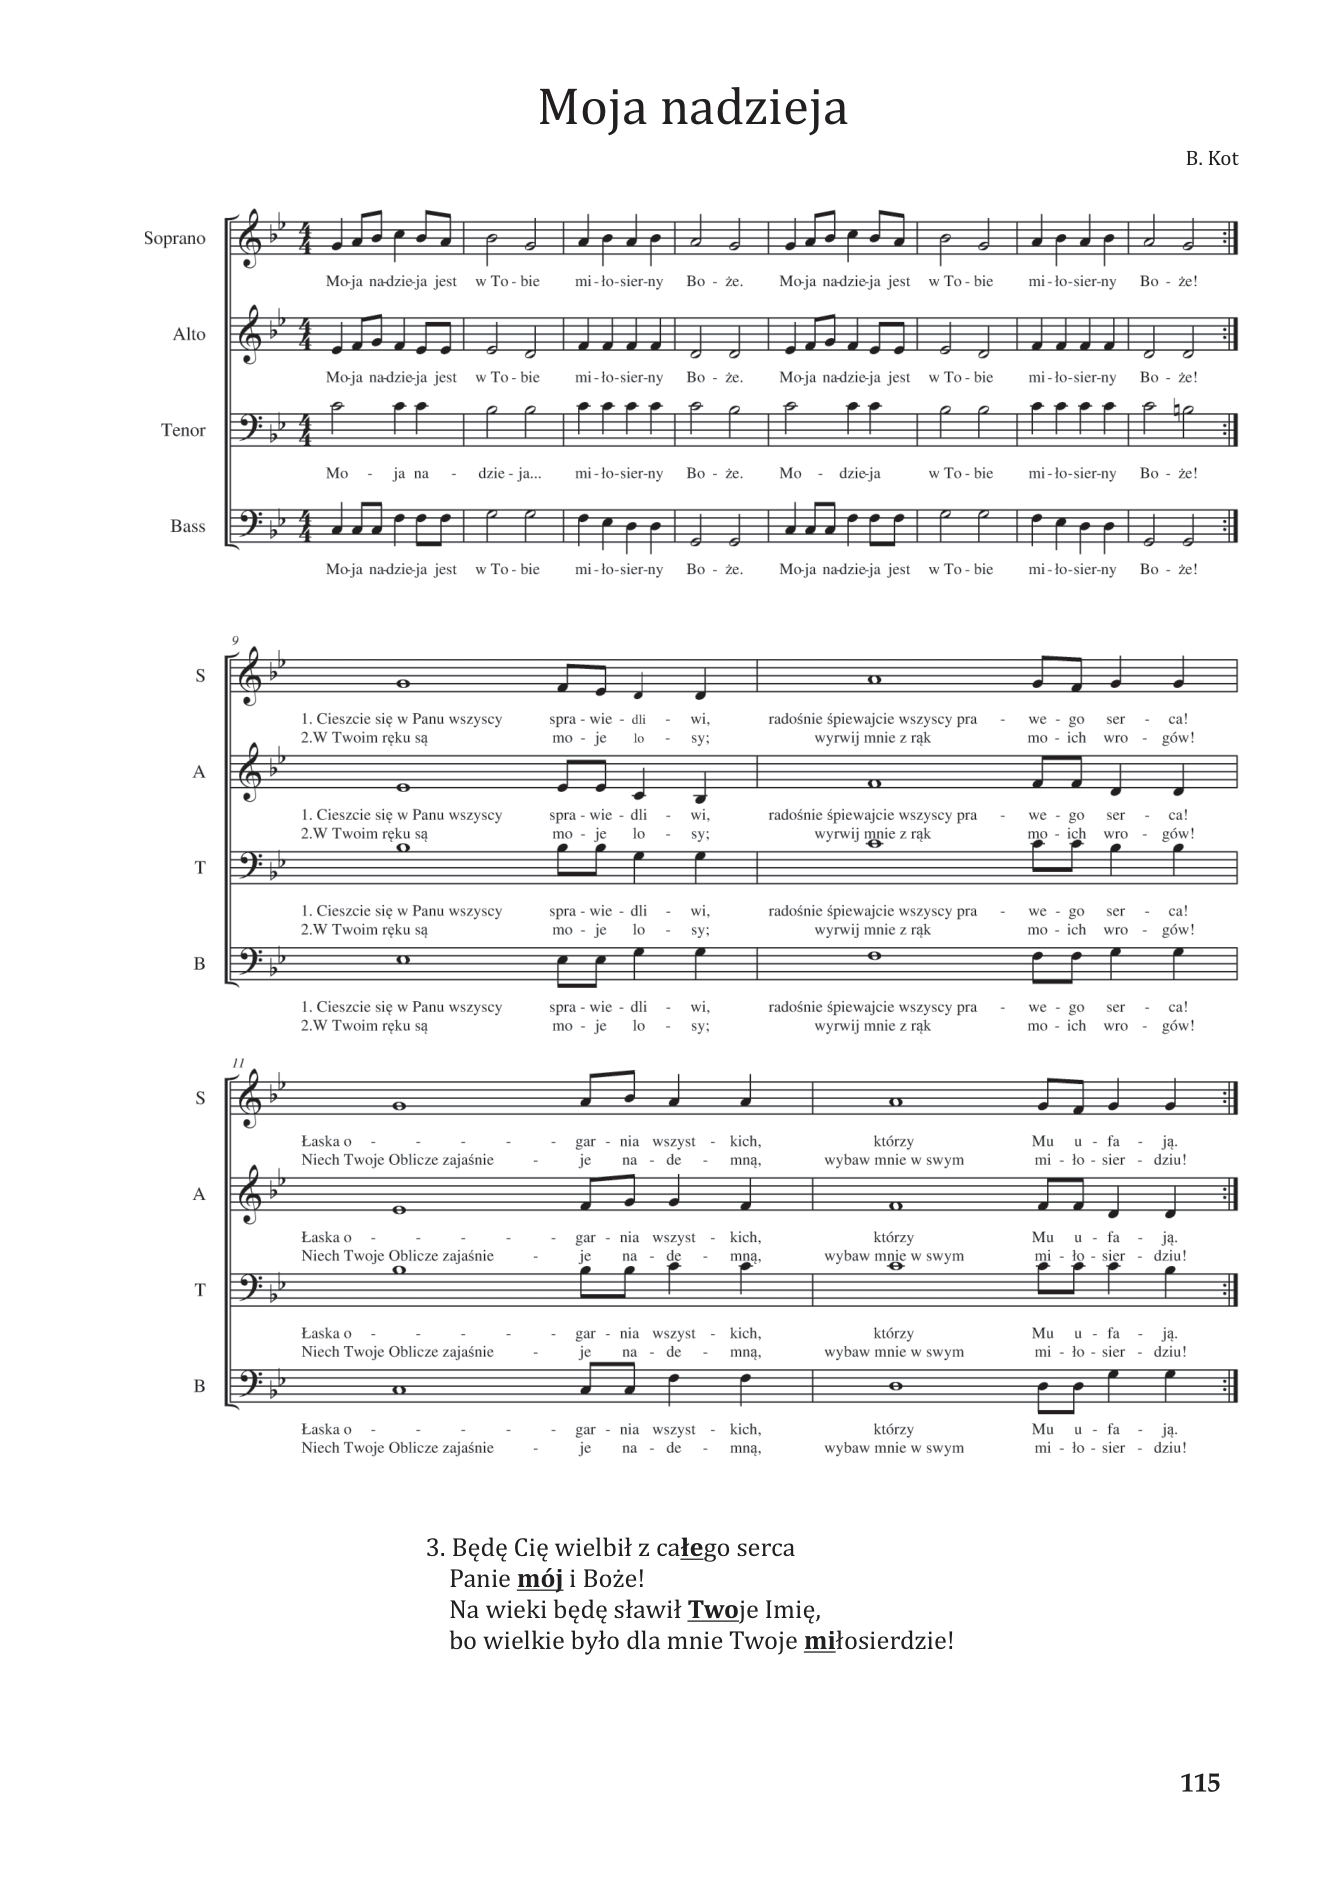 Moja nadzieja
B. Kot
Soprano
Mo-ja na-dzie-ja jest w To - bie mi - ło-sier-ny Bo - że. Mo-ja na-dzie-ja jest w To - bie mi - ło-sier-ny Bo - że!
Alto
Mo-ja na-dzie-ja jest w To - bie mi - ło-sier-ny Bo - że. Mo-ja na-dzie-ja jest w To - bie mi - ło-sier-ny Bo - że!
Tenor
Mo - ja na - dzie - ja... mi - ło-sier-ny Bo - że. Mo - dzie-ja w To - bie mi - ło-sier-ny Bo - że!
Bass
Mo-ja na-dzie-ja jest w To - bie mi - ło-sier-ny Bo - że. Mo-ja na-dzie-ja jest w To - bie mi - ło-sier-ny Bo - że!
9
S
1. Cieszcie się w Panu wszyscy spra - wie - dli - wi, radośnie śpiewajcie wszyscy pra - we - go ser - ca!
2.W Twoim ręku są mo - je lo - sy; wyrwij mnie z rąk mo - ich wro - gów!
A
1. Cieszcie się w Panu wszyscy spra - wie - dli - wi, radośnie śpiewajcie wszyscy pra - we - go ser - ca!
2.W Twoim ręku są mo - je lo - sy; wyrwij mnie z rąk mo - ich wro - gów!
T
1. Cieszcie się w Panu wszyscy spra - wie - dli - wi, radośnie śpiewajcie wszyscy pra - we - go ser - ca!
2.W Twoim ręku są mo - je lo - sy; wyrwij mnie z rąk mo - ich wro - gów!
B
1. Cieszcie się w Panu wszyscy spra - wie - dli - wi, radośnie śpiewajcie wszyscy pra - we - go ser - ca!
2.W Twoim ręku są mo - je lo - sy; wyrwij mnie z rąk mo - ich wro - gów!
11
S
Łaska o - - - - - gar - nia wszyst - kich, którzy Mu u - fa - ją.
Niech Twoje Oblicze zajaśnie - je na - de - mną, wybaw mnie w swym mi - ło - sier - dziu!
A
Łaska o - - - - - gar - nia wszyst - kich, którzy Mu u - fa - ją.
Niech Twoje Oblicze zajaśnie - je na - de - mną, wybaw mnie w swym mi - ło - sier - dziu!
T
Łaska o - - - - - gar - nia wszyst - kich, którzy Mu u - fa - ją.
Niech Twoje Oblicze zajaśnie - je na - de - mną, wybaw mnie w swym mi - ło - sier - dziu!
B
Łaska o - - - - - gar - nia wszyst - kich, którzy Mu u - fa - ją.
Niech Twoje Oblicze zajaśnie - je na - de - mną, wybaw mnie w swym mi - ło - sier - dziu!
3. Będę Cię wielbił z całego serca
Panie mój i Boże!
Na wieki będę sławił Twoje Imię,
bo wielkie było dla mnie Twoje miłosierdzie!
115